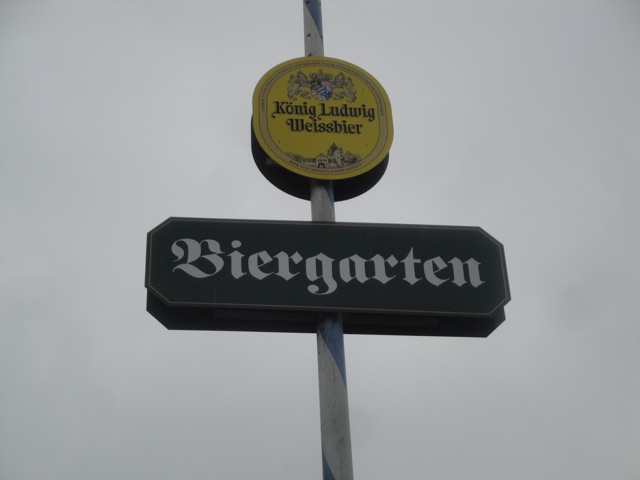 König Ludwig
Weissbier
Biergarten